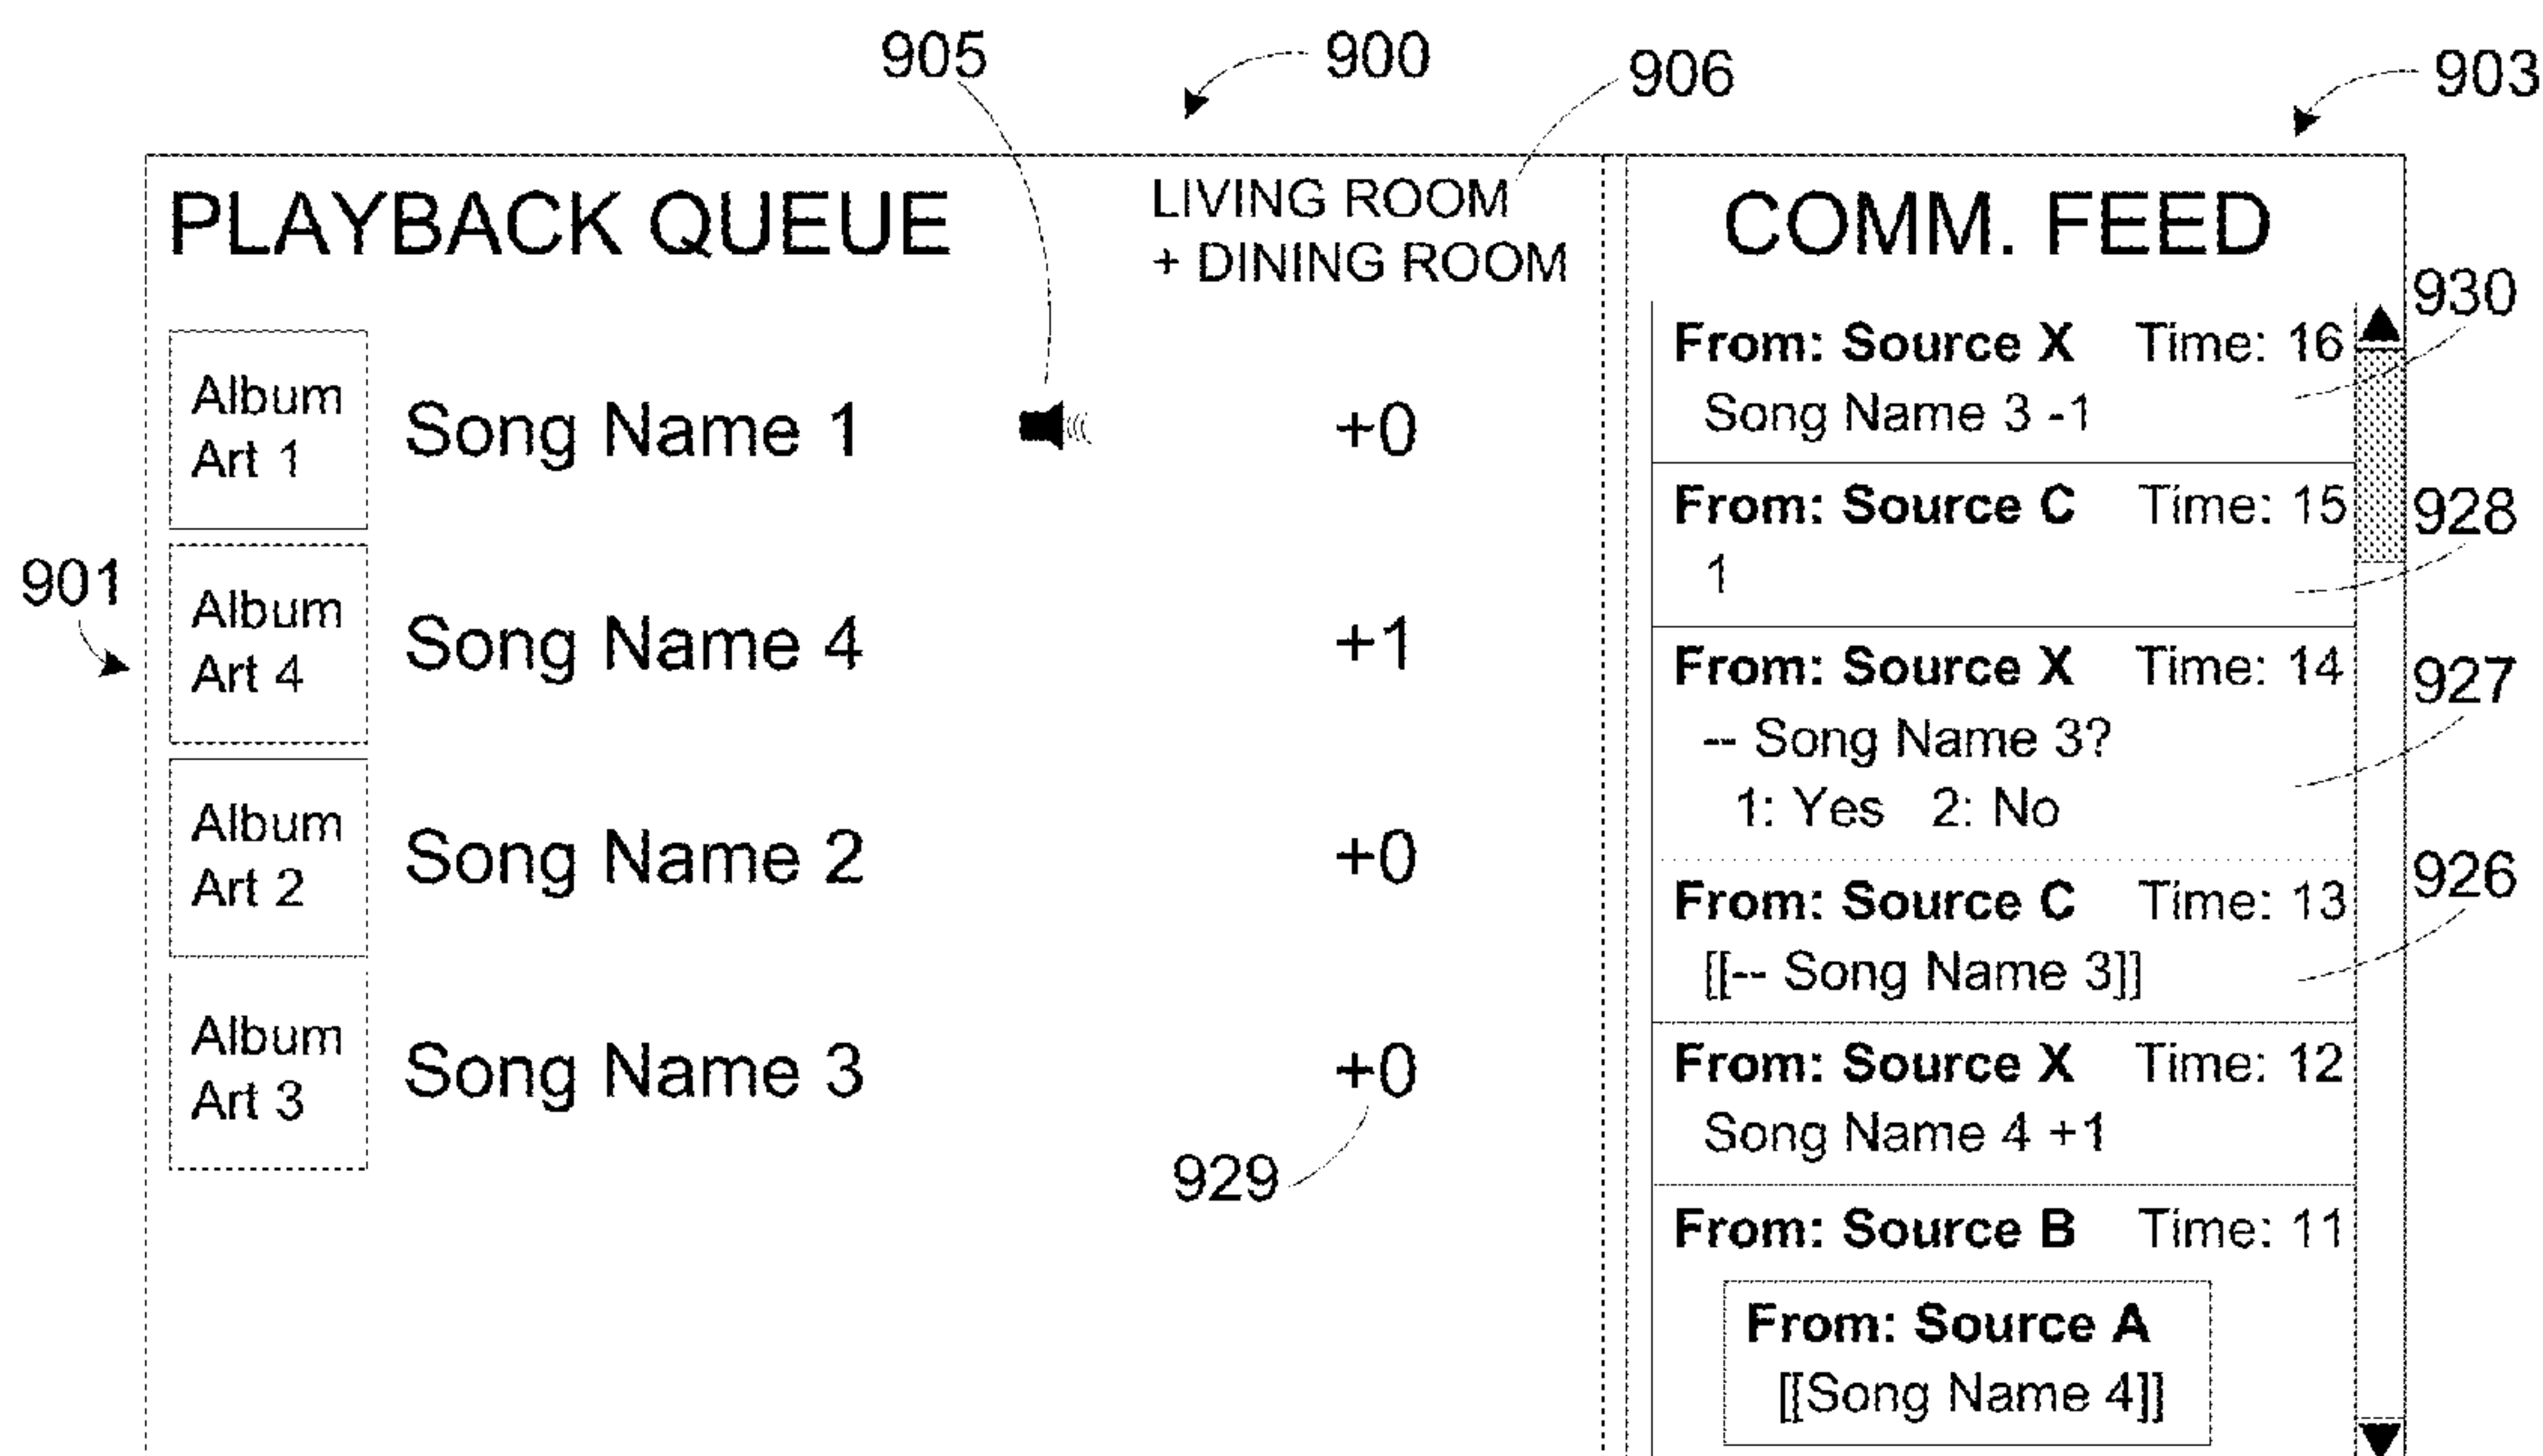 905
900
906
903
PLAYBACK QUEUE
LIVING ROOM
+ DINING ROOM
Album
Art 1
Song Name 1
+0
901
Album
Art 4
Song Name 4
+1
Album
Art 2
Song Name 2
+0
Album
Art 3
Song Name 3
+0
929
COMM. FEED
930
From: Source X Time: 16
Song Name 3 -1
From: Source C Time: 15
928
1
From: Source X Time: 14
927
-- Song Name 3?
1: Yes 2: No
926
From: Source C Time: 13
[[-- Song Name 3]]
From: Source X Time: 12
Song Name 4 +1
From: Source B Time: 11
From: Source A
[[Song Name 4]]